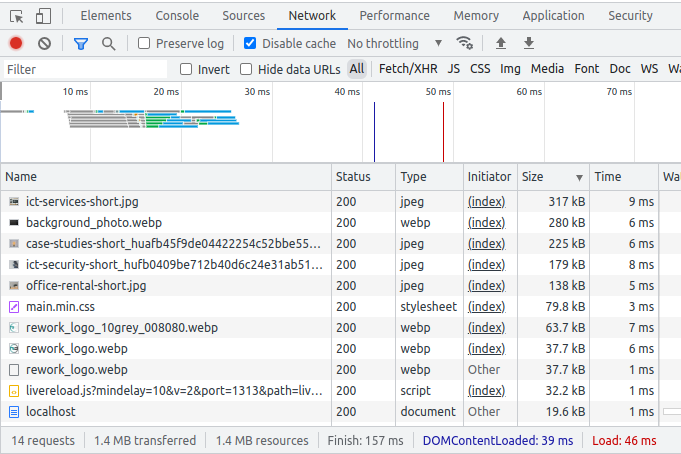 Elements Console Sources Network Performance Memory Application Security
Preserve log Disable cache No throttling
Filter Invert Hide data URLs All Fetch/XHR JS CSS Img Media Font Doc WS
10 ms 20 ms 30 ms 40 ms 50 ms 60 ms 70 ms
Name Status Type Initiator Size Time
ict-services-short.jpg 200 jpeg (index) 317 kB 9 ms
background_photo.webp 200 webp (index) 280 kB 6 ms
case-studies-short_huafb45f9de04422254c52bbe55... 200 jpeg (index) 225 kB 6 ms
ict-security-short_hufb0409be712b40d6c24e31ab51... 200 jpeg (index) 179 kB 8 ms
office-rental-short.jpg 200 jpeg (index) 138 kB 5 ms
main.min.css 200 stylesheet (index) 79.8 kB 3 ms
rework_logo_10grey_008080.webp 200 webp (index) 63.7 kB 7 ms
rework_logo.webp 200 webp (index) 37.7 kB 6 ms
rework_logo.webp 200 webp Other 37.7 kB 1 ms
livereload.js?mindelay=10&v=2&port=1313&path=liv... 200 script (index) 32.2 kB 1 ms
localhost 200 document Other 19.6 kB 1 ms
14 requests 1.4 MB transferred 1.4 MB resources Finish: 157 ms DOMContentLoaded: 39 ms Load: 46 ms